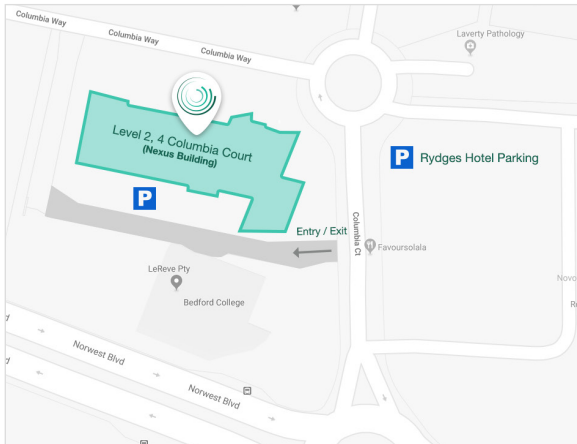 Columbia Way
Columbia Way
Columbia Way
Laverty Pathology
Level 2, 4 Columbia Court
(Nexus Building)
P
Rydges Hotel Parking
P
Columbia Ct
Entry / Exit
Favoursolala
LeReve Pty
Bedford College
Novo
Norwest Blvd
Norwest Blvd